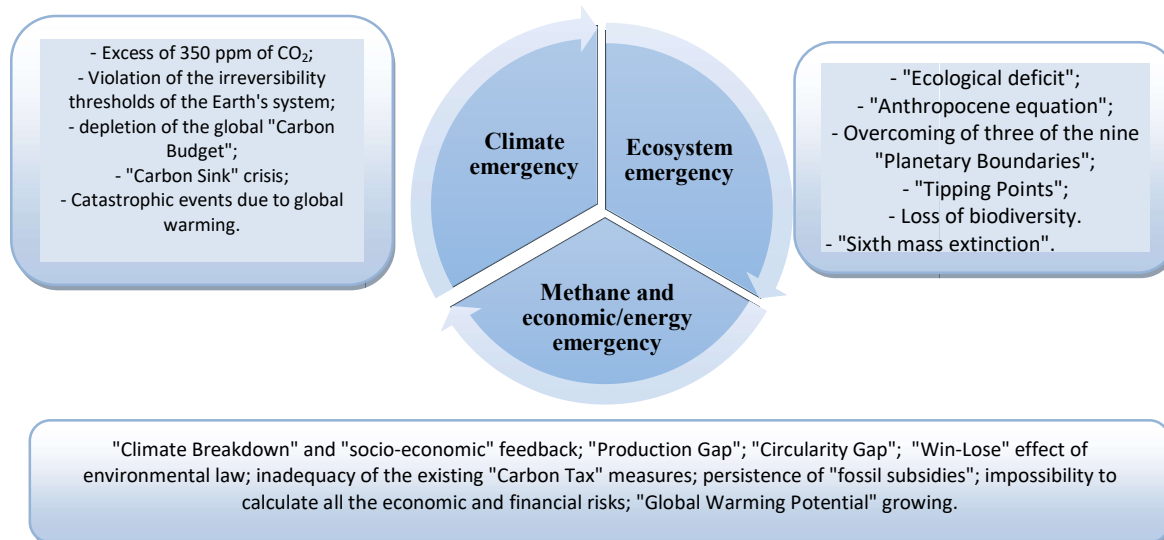 - Excess of 350 ppm of CO₂;
- Violation of the irreversibility
thresholds of the Earth's system;
- depletion of the global "Carbon
Budget";
- "Carbon Sink" crisis;
- Catastrophic events due to global
warming.
Climate
emergency
Ecosystem
emergency
Methane and
economic/energy
emergency
- "Ecological deficit";
- "Anthropocene equation";
- Overcoming of three of the nine
"Planetary Boundaries";
- "Tipping Points";
- Loss of biodiversity.
- "Sixth mass extinction".
"Climate Breakdown" and "socio-economic" feedback; "Production Gap"; "Circularity Gap"; "Win-Lose" effect of
environmental law; inadequacy of the existing "Carbon Tax" measures; persistence of "fossil subsidies"; impossibility to
calculate all the economic and financial risks; "Global Warming Potential" growing.